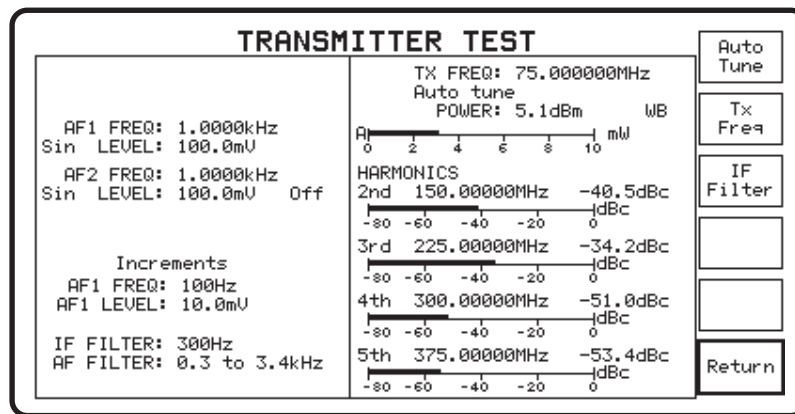 TRANSMITTER TEST
AF1 FREQ: 1.0000kHz
Sin LEVEL: 100.0mV
AF2 FREQ: 1.0000kHz
Sin LEVEL: 100.0mV Off
Increments
AF1 FREQ: 100Hz
AF1 LEVEL: 10.0mV
IF FILTER: 300Hz
AF FILTER: 0.3 to 3.4kHz
TX FREQ: 75.000000MHz
Auto tune
POWER: 5.1dBm WB
A mW
0 2 4 6 8 10
HARMONICS
2nd 150.00000MHz -40.5dBc
dBc
-80 -60 -40 -20 0
3rd 225.00000MHz -34.2dBc
dBc
-80 -60 -40 -20 0
4th 300.00000MHz -51.0dBc
dBc
-80 -60 -40 -20 0
5th 375.00000MHz -53.4dBc
dBc
-80 -60 -40 -20 0
Auto
Tune
Tx
Freq
IF
Filter
Return